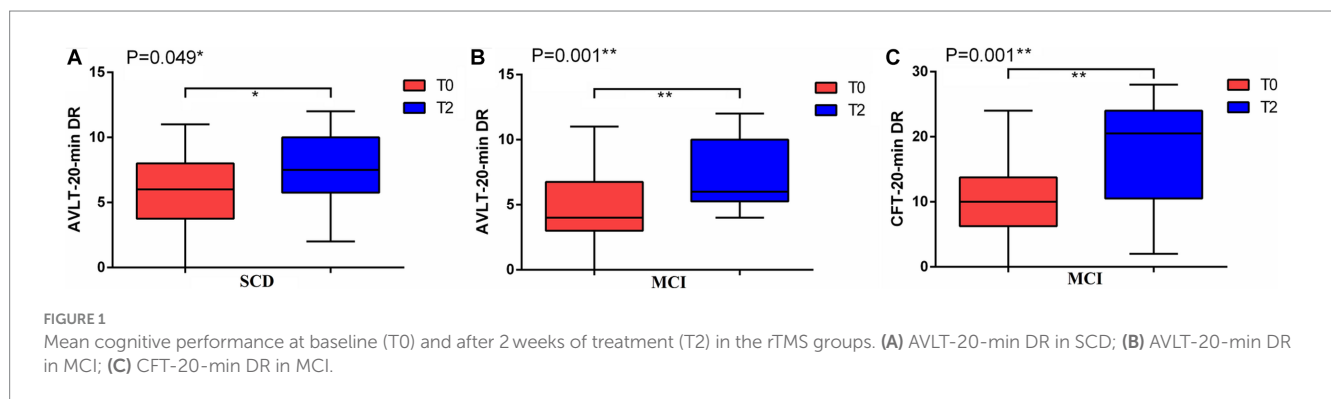 A
P=0.049*
15
10
5
0
AVLT-20-min DR
*
T0
T2
SCD
B
P=0.001**
15
10
5
0
AVLT-20-min DR
**
T0
T2
MCI
C
P=0.001**
30
20
10
0
CFT-20-min DR
**
T0
T2
MCI
FIGURE 1
Mean cognitive performance at baseline (T0) and after 2 weeks of treatment (T2) in the rTMS groups. (A) AVLT-20-min DR in SCD; (B) AVLT-20-min DR
in MCI; (C) CFT-20-min DR in MCI.